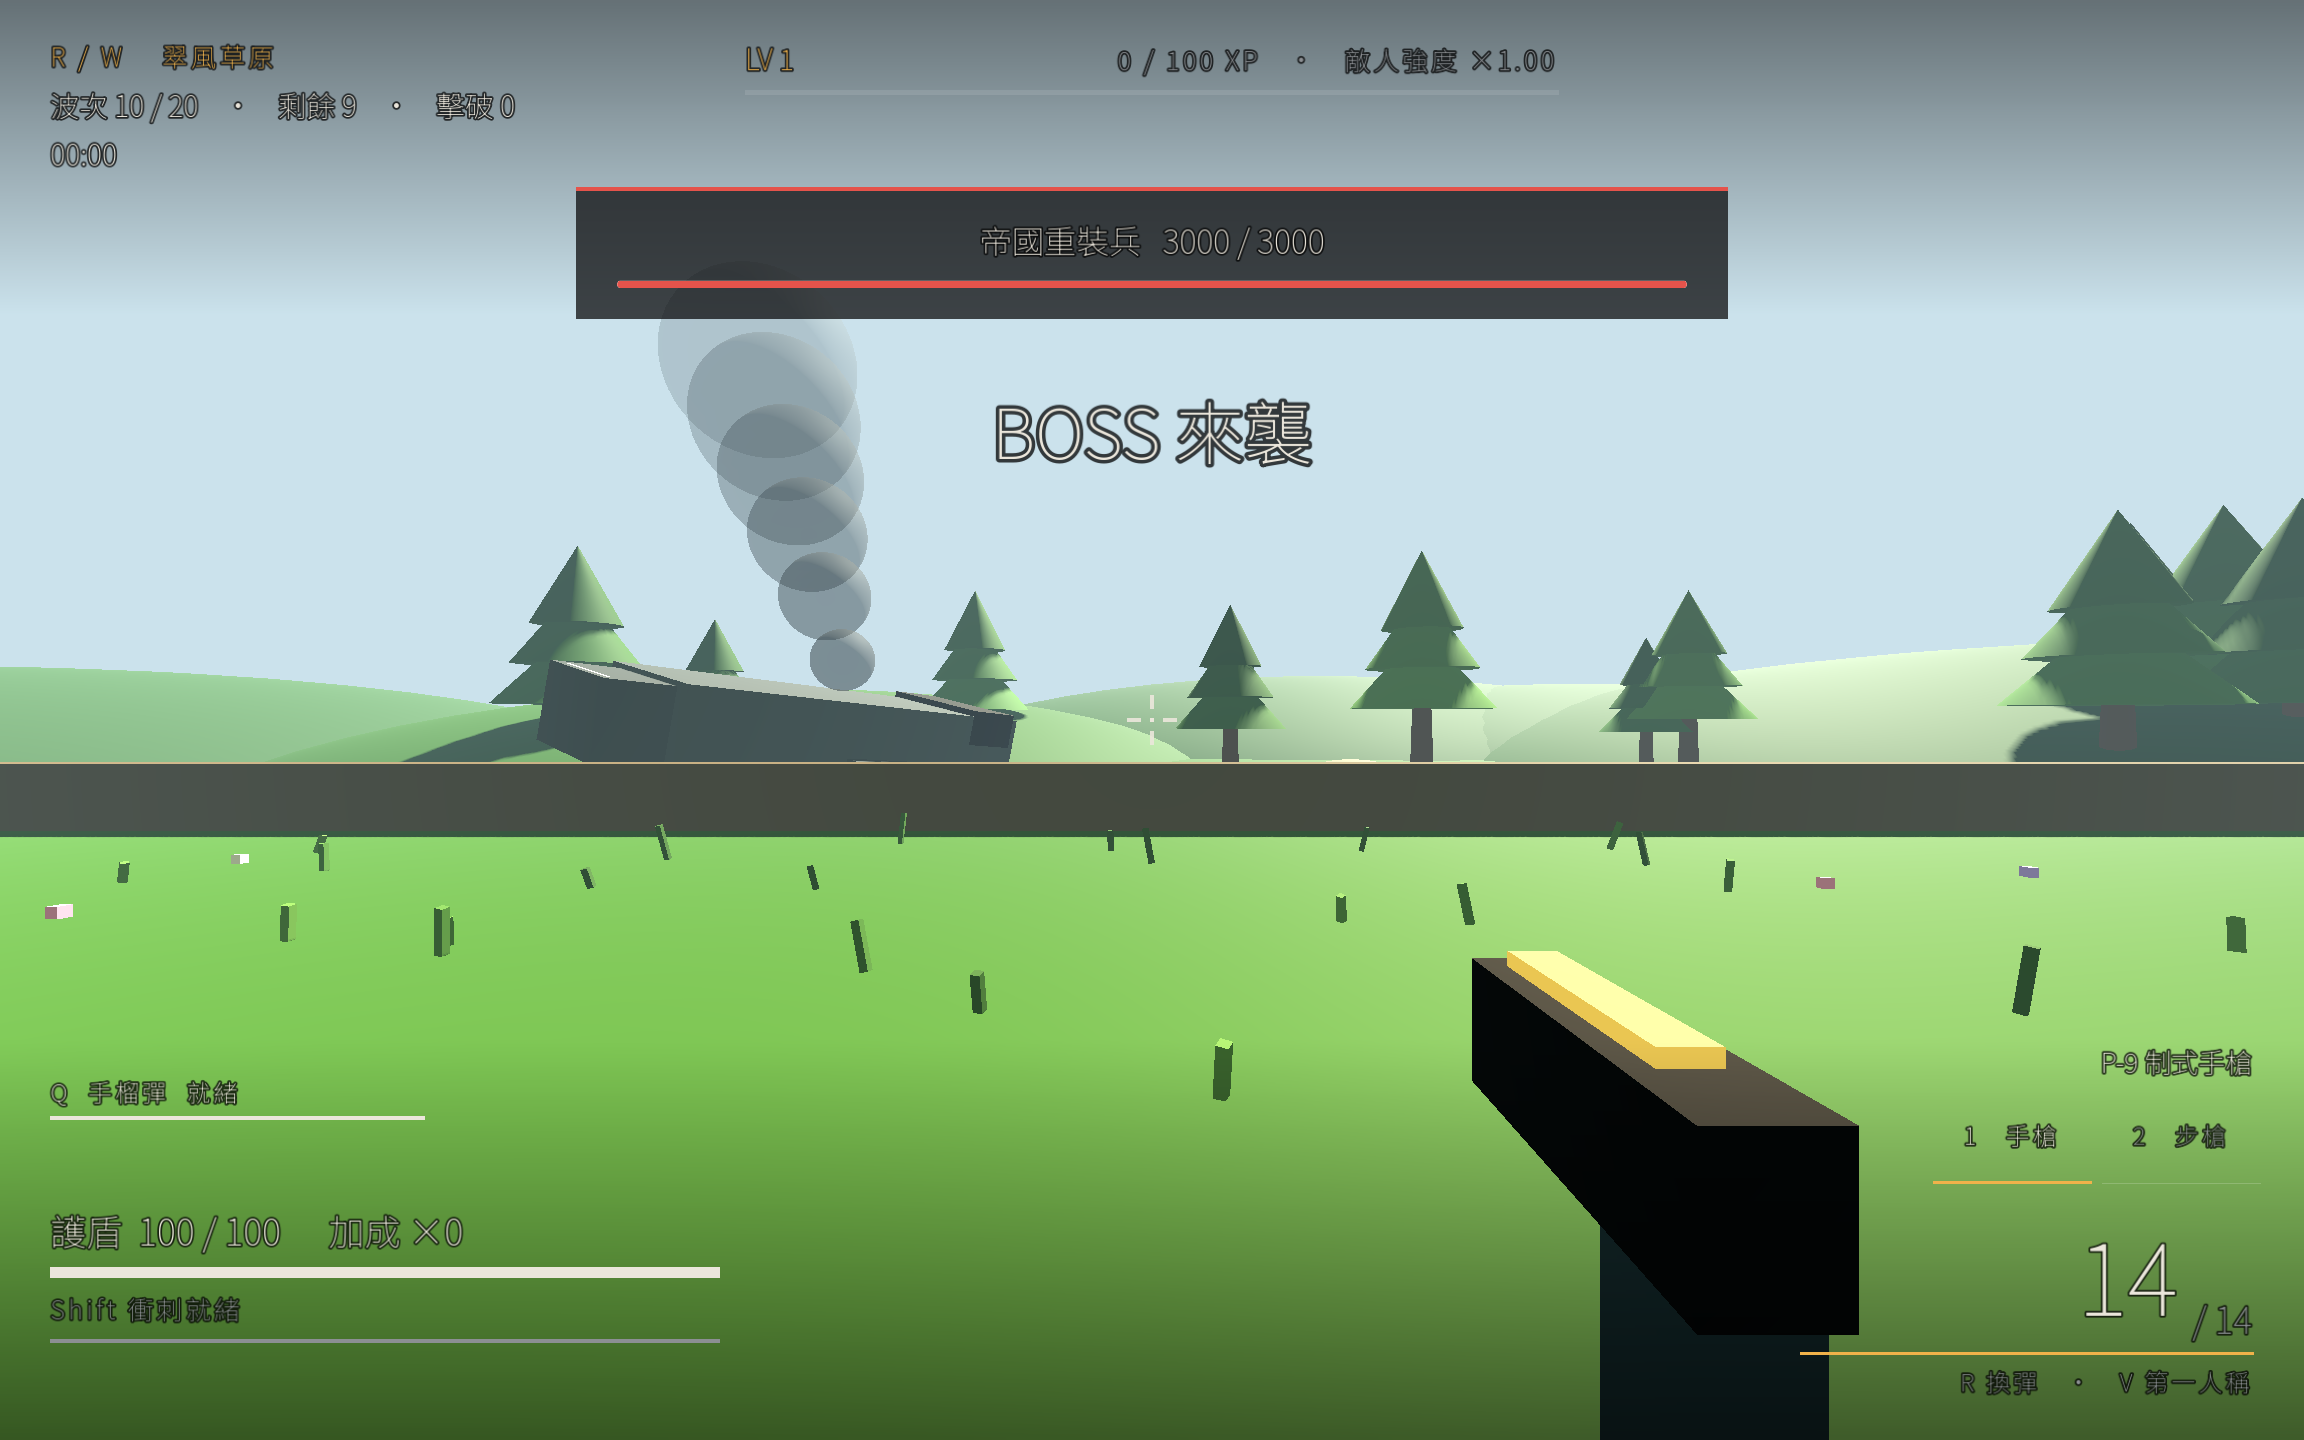 R / W 翠風草原
波次 10 / 20 · 剩餘 9 · 擊破 0
00:00
LV 1
0 / 100 XP · 敵人強度 ×1.00
帝國重裝兵 3000 / 3000
BOSS 來襲
Q 手榴彈 就緒
護盾 100 / 100 加成 ×0
Shift 衝刺就緒
P-9 制式手槍
1 手槍 2 步槍
14 / 14
R 換彈 · V 第一人稱